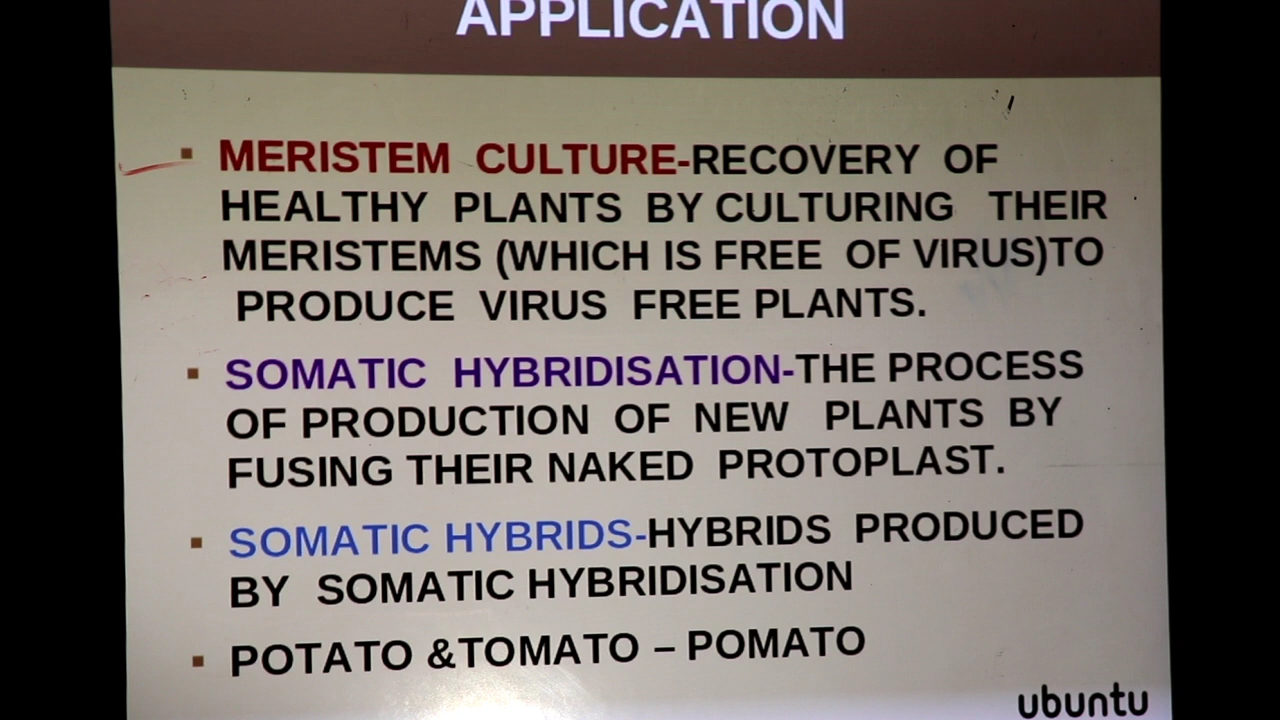 APPLICATION
MERISTEM CULTURE-RECOVERY OF
HEALTHY PLANTS BY CULTURING THEIR
MERISTEMS (WHICH IS FREE OF VIRUS)TO
PRODUCE VIRUS FREE PLANTS.
SOMATIC HYBRIDISATION-THE PROCESS
OF PRODUCTION OF NEW PLANTS BY
FUSING THEIR NAKED PROTOPLAST.
SOMATIC HYBRIDS-HYBRIDS PRODUCED
BY SOMATIC HYBRIDISATION
POTATO &TOMATO – POMATO
ubuntu